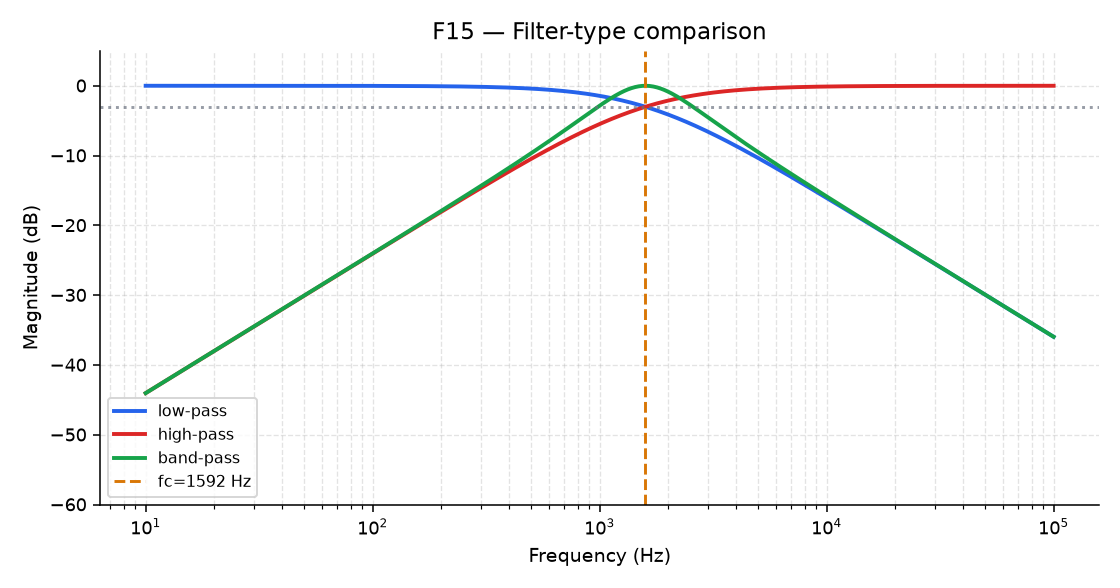 F15 — Filter-type comparison
Magnitude (dB)
0
−10
−20
−30
−40
−50
−60
low-pass
high-pass
band-pass
fc=1592 Hz
10¹ 10² 10³ 10⁴ 10⁵
Frequency (Hz)